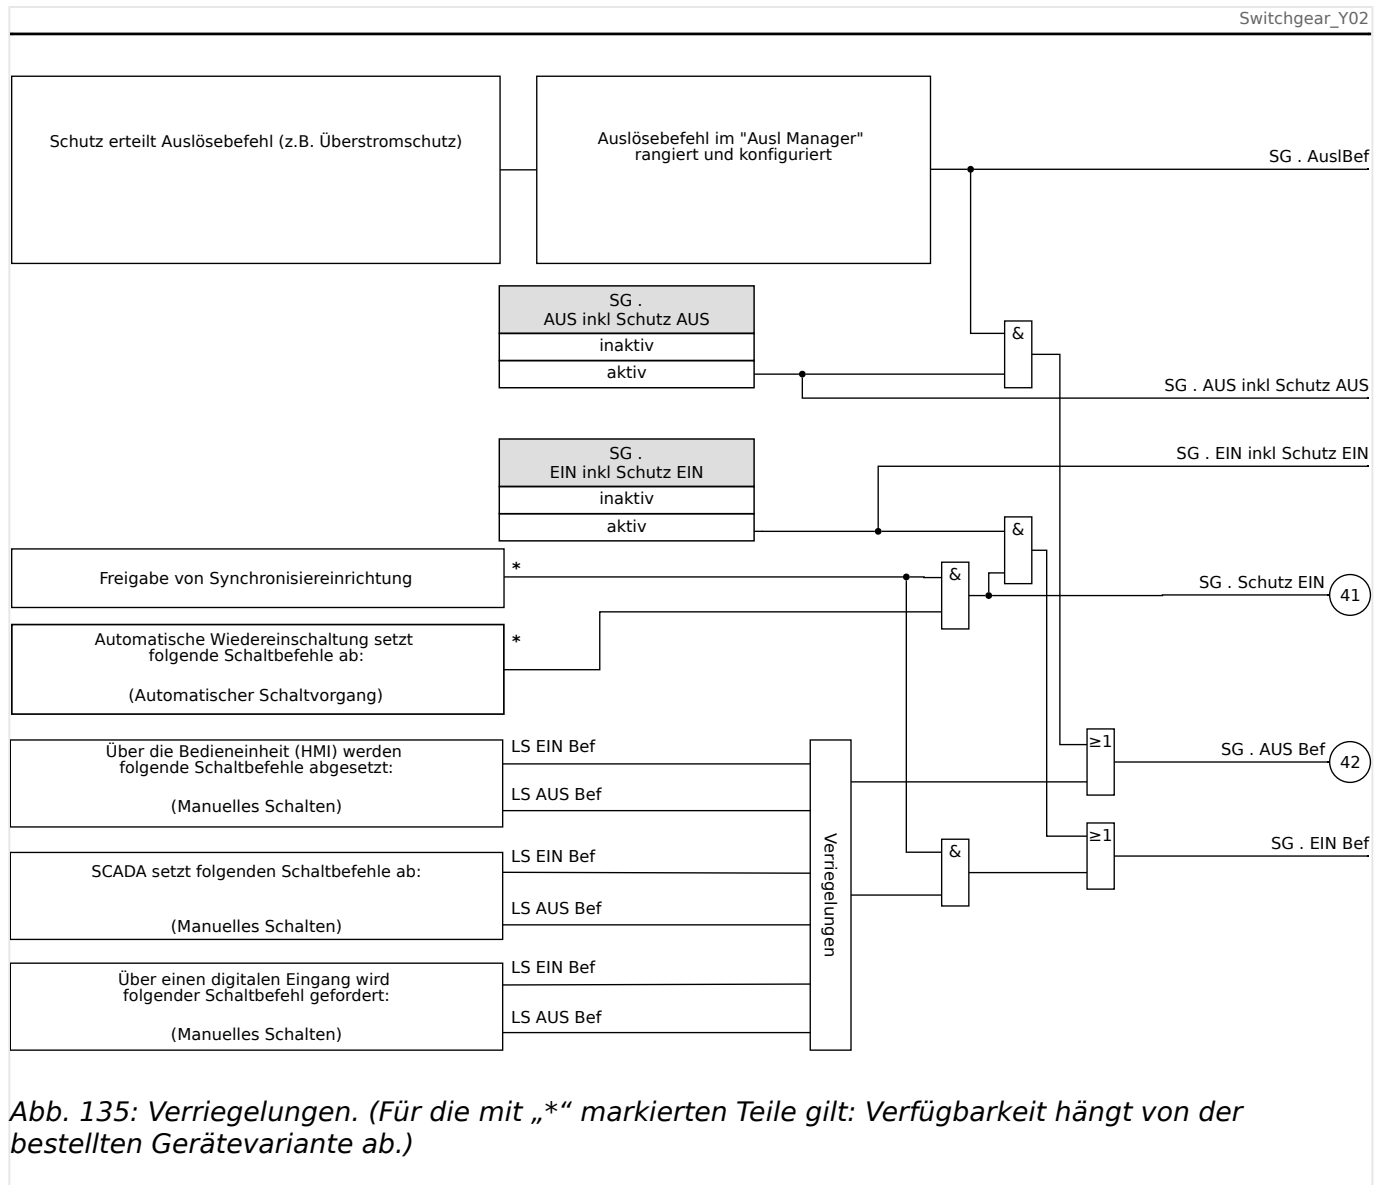 Switchgear_Y02
Schutz erteilt Auslösebefehl (z.B. Überstromschutz)
Auslösebefehl im "Ausl Manager"
rangiert und konfiguriert
SG . AuslBef
SG .
AUS inkl Schutz AUS
inaktiv
aktiv
&
SG . AUS inkl Schutz AUS
SG .
EIN inkl Schutz EIN
inaktiv
aktiv
SG . EIN inkl Schutz EIN
&
Freigabe von Synchronisiereinrichtung
*
&
SG . Schutz EIN
41
Automatische Wiedereinschaltung setzt
folgende Schaltbefehle ab:
(Automatischer Schaltvorgang)
*
Über die Bedieneinheit (HMI) werden
folgende Schaltbefehle abgesetzt:
(Manuelles Schalten)
LS EIN Bef
LS AUS Bef
≥1
SG . AUS Bef
42
SCADA setzt folgenden Schaltbefehle ab:
(Manuelles Schalten)
LS EIN Bef
LS AUS Bef
Verriegelungen
&
≥1
SG . EIN Bef
Über einen digitalen Eingang wird
folgender Schaltbefehl gefordert:
(Manuelles Schalten)
LS EIN Bef
LS AUS Bef
Abb. 135: Verriegelungen. (Für die mit „*“ markierten Teile gilt: Verfügbarkeit hängt von der
bestellten Gerätevariante ab.)